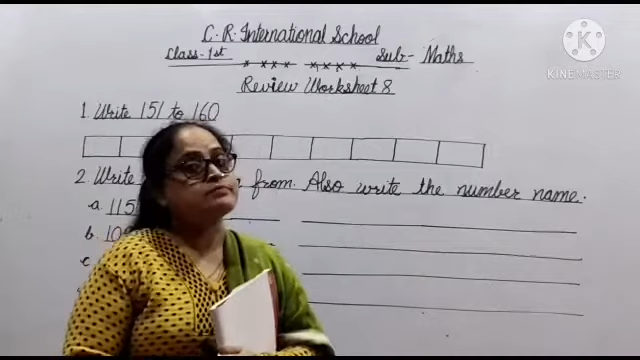 C.R. International School
Class-1st Sub:- Maths
Review Worksheet 8
1. Write 151 to 160
2. Write from. Also write the number name.
a. 115
b.
KINEMASTER